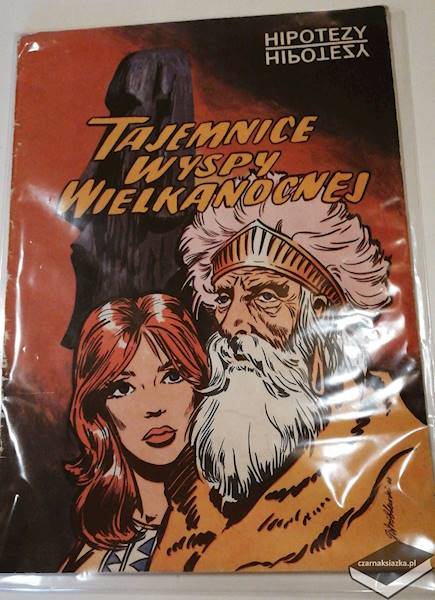 HIPOTEZY
HIPOTEZY
TAJEMNICE
WYSPY
WIELKANOCNEJ
czarnaksiazka.pl